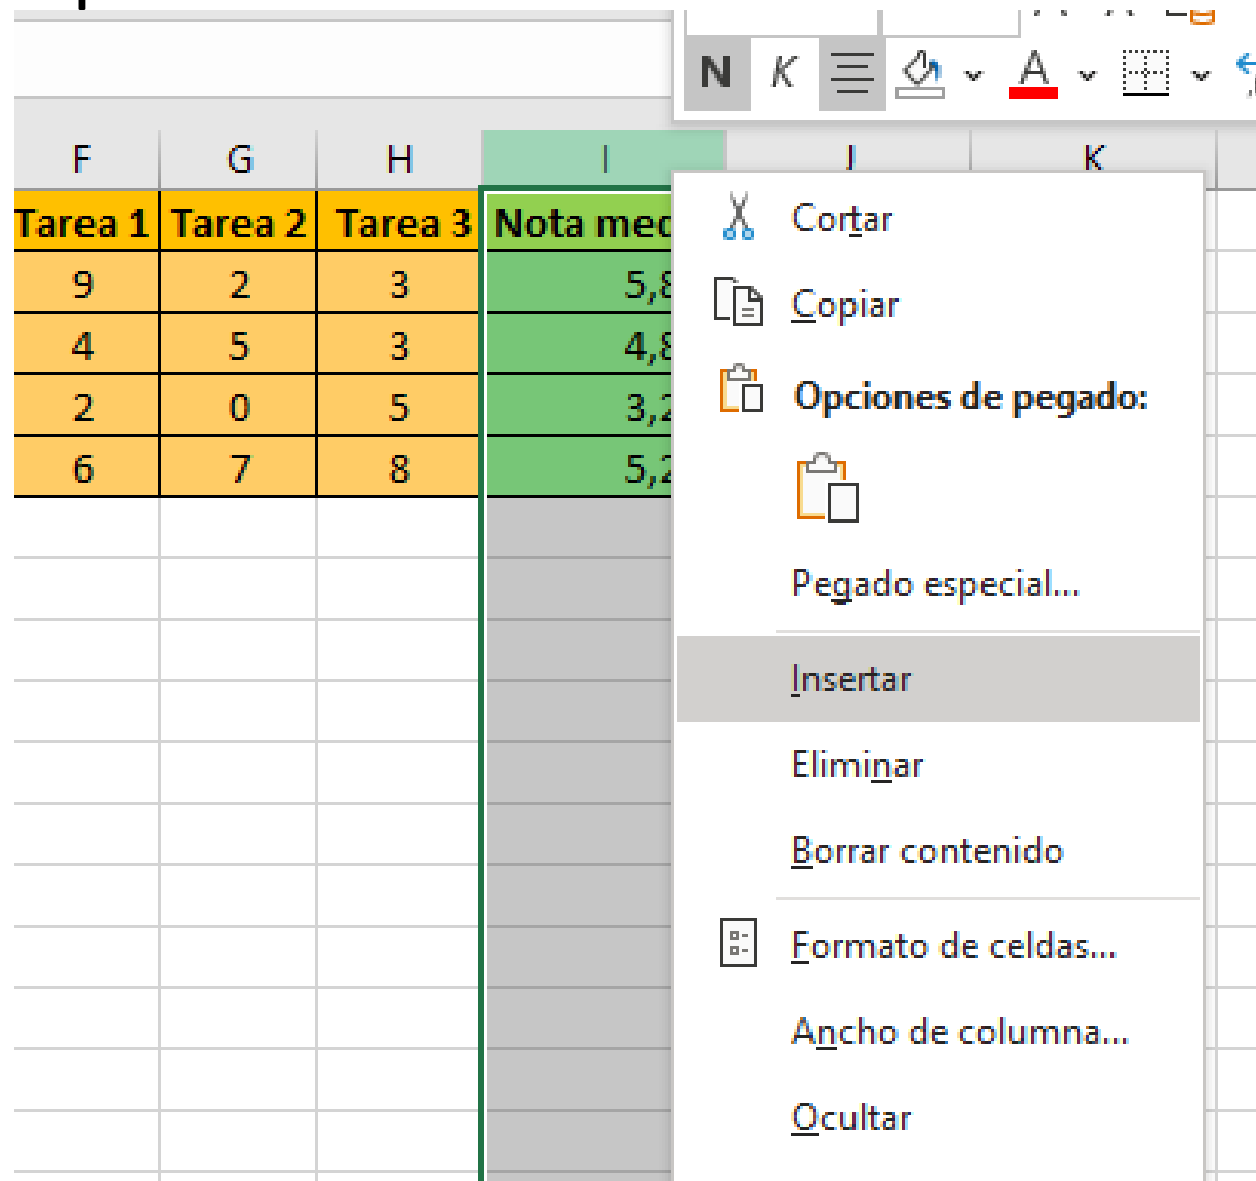 N K A
F G H I J K
Tarea 1 Tarea 2 Tarea 3 Nota med
9 2 3 5,8
4 5 3 4,8
2 0 5 3,2
6 7 8 5,2
Cortar
Copiar
Opciones de pegado:
Pegado especial...
Insertar
Eliminar
Borrar contenido
Formato de celdas...
Ancho de columna...
Ocultar